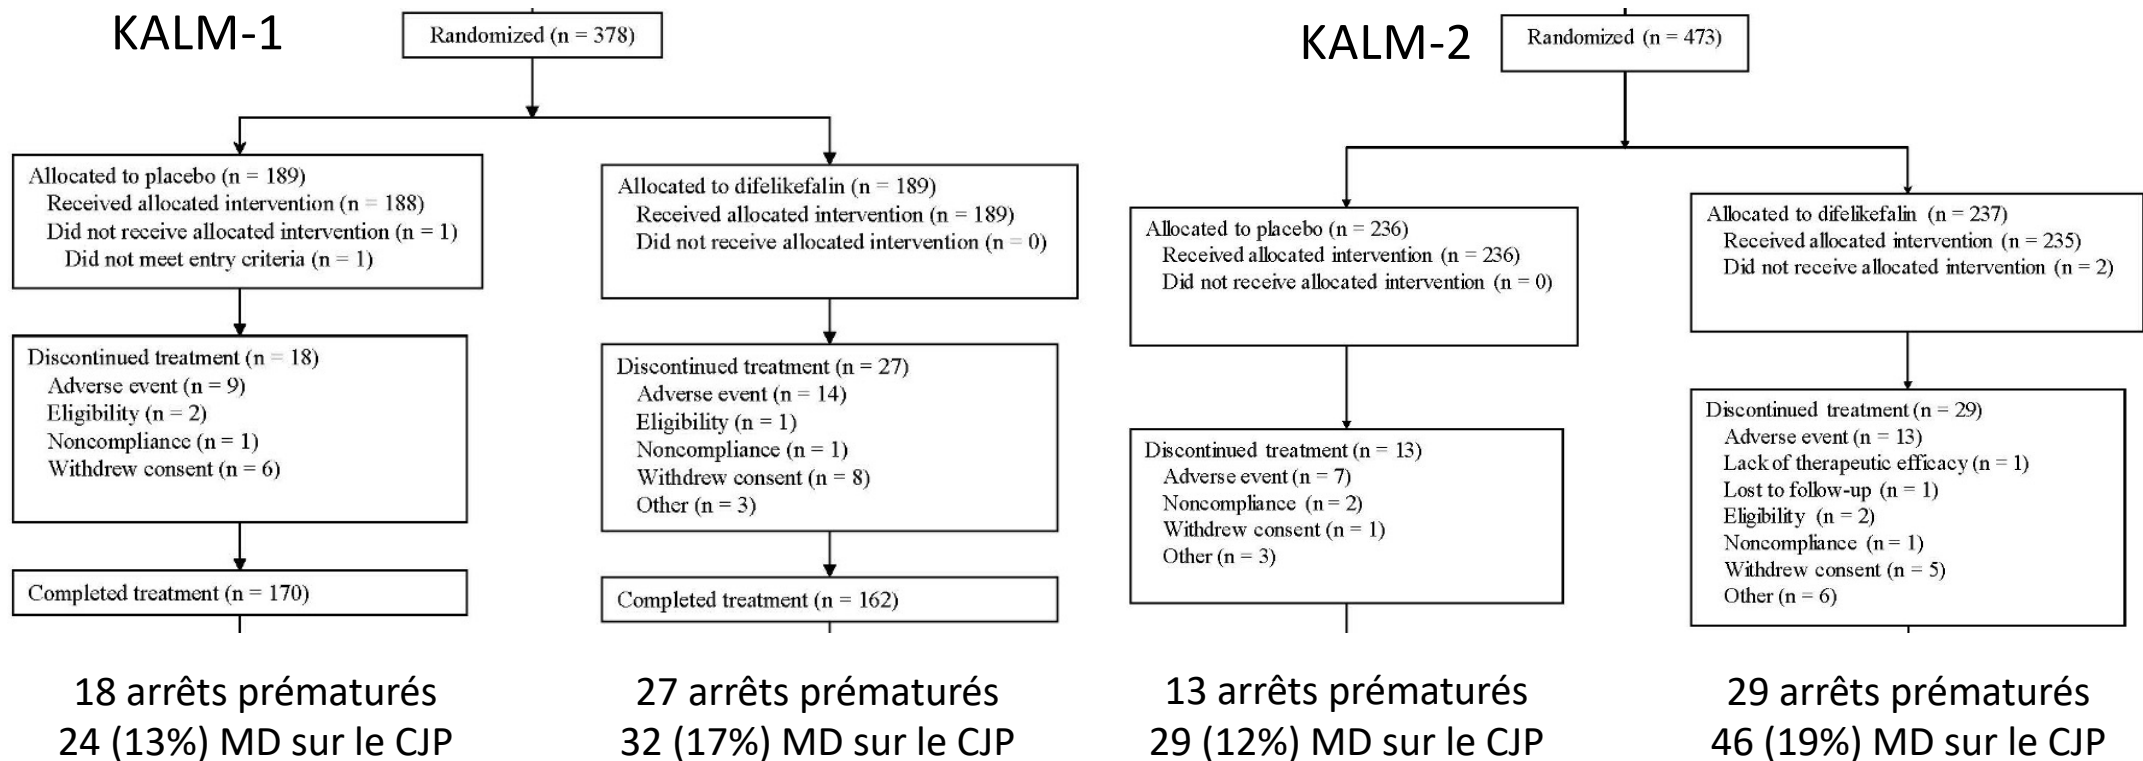 KALM-1
Randomized (n = 378)
Allocated to placebo (n = 189)
Received allocated intervention (n = 188)
Did not receive allocated intervention (n = 1)
Did not meet entry criteria (n = 1)
Discontinued treatment (n = 18)
Adverse event (n = 9)
Eligibility (n = 2)
Noncompliance (n = 1)
Withdrew consent (n = 6)
Completed treatment (n = 170)
18 arrêts prématurés
24 (13%) MD sur le CJP
Allocated to difelikefalin (n = 189)
Received allocated intervention (n = 189)
Did not receive allocated intervention (n = 0)
Discontinued treatment (n = 27)
Adverse event (n = 14)
Eligibility (n = 1)
Noncompliance (n = 1)
Withdrew consent (n = 8)
Other (n = 3)
Completed treatment (n = 162)
27 arrêts prématurés
32 (17%) MD sur le CJP
KALM-2
Randomized (n = 473)
Allocated to placebo (n = 236)
Received allocated intervention (n = 236)
Did not receive allocated intervention (n = 0)
Discontinued treatment (n = 13)
Adverse event (n = 7)
Noncompliance (n = 2)
Withdrew consent (n = 1)
Other (n = 3)
13 arrêts prématurés
29 (12%) MD sur le CJP
Allocated to difelikefalin (n = 237)
Received allocated intervention (n = 235)
Did not receive allocated intervention (n = 2)
Discontinued treatment (n = 29)
Adverse event (n = 13)
Lack of therapeutic efficacy (n = 1)
Lost to follow-up (n = 1)
Eligibility (n = 2)
Noncompliance (n = 1)
Withdrew consent (n = 5)
Other (n = 6)
29 arrêts prématurés
46 (19%) MD sur le CJP